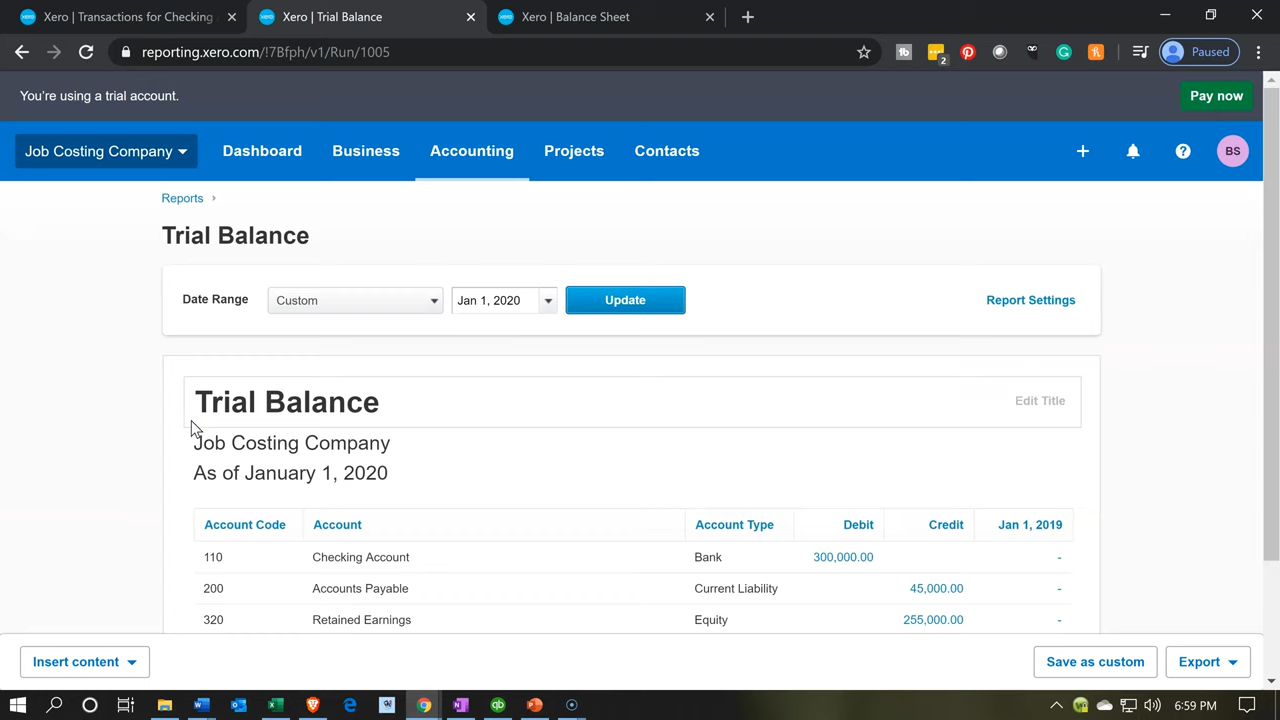 Xero | Transactions for Checking
Xero | Trial Balance
Xero | Balance Sheet
reporting.xero.com/!7Bfph/v1/Run/1005
2
Paused
You're using a trial account.
Pay now
Job Costing Company
Dashboard
Business
Accounting
Projects
Contacts
BS
Reports
Trial Balance
Date Range
Custom
Jan 1, 2020
Update
Report Settings
Trial Balance
Edit Title
Job Costing Company
As of January 1, 2020
Account Code Account Account Type Debit Credit Jan 1, 2019
110 Checking Account Bank 300,000.00 -
200 Accounts Payable Current Liability 45,000.00 -
320 Retained Earnings Equity 255,000.00 -
Insert content
Save as custom
Export
6:59 PM